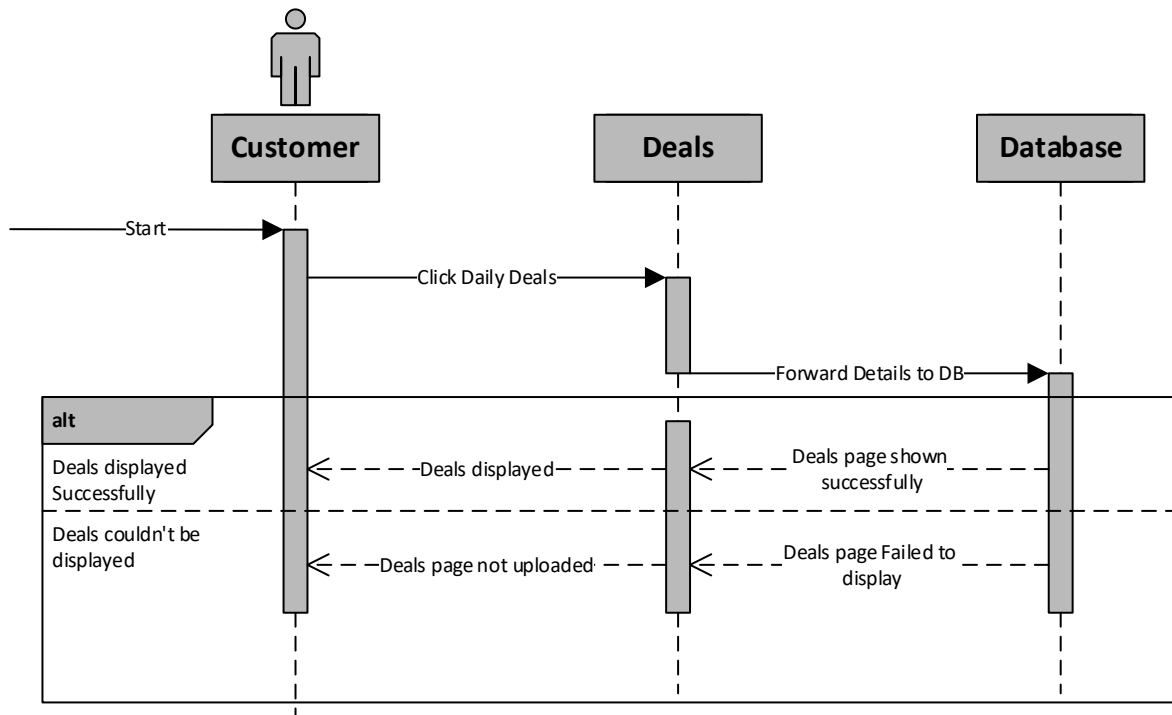 Customer
Deals
Database
Start
Click Daily Deals
Forward Details to DB
alt
Deals displayed
Successfully
Deals displayed
Deals page shown
successfully
Deals couldn't be
displayed
Deals page not uploaded
Deals page Failed to
display